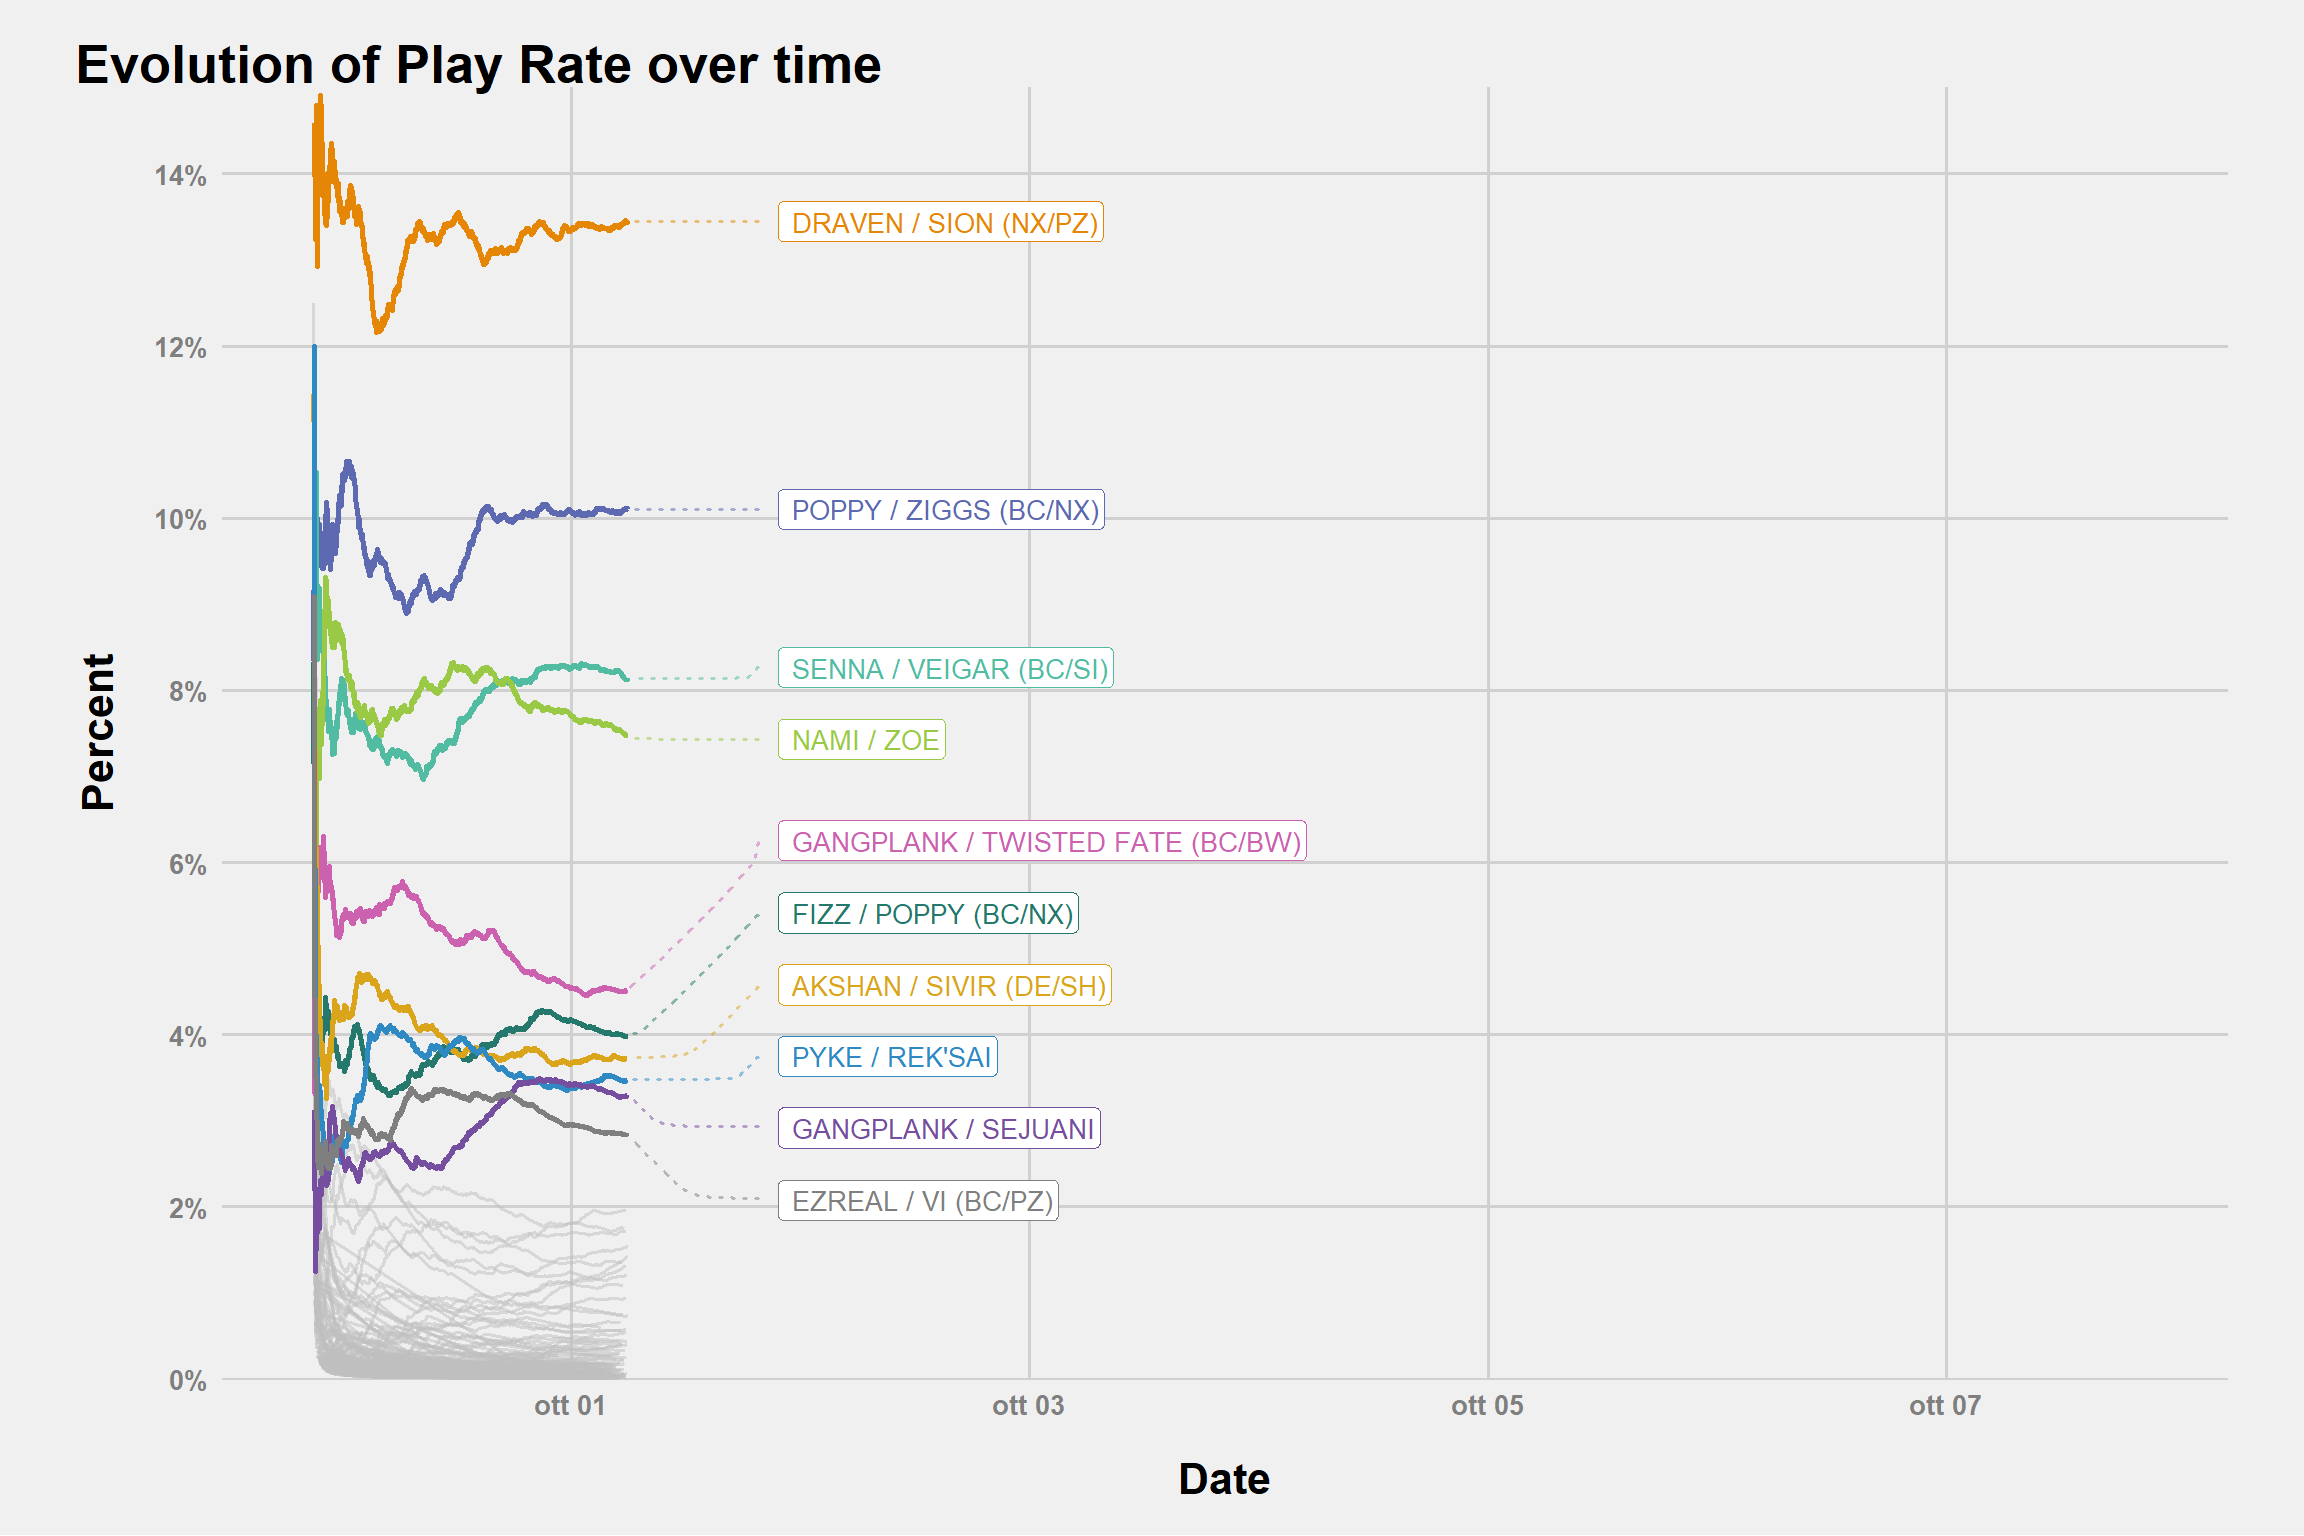 Evolution of Play Rate over time
Percent
14%
12%
10%
8%
6%
4%
2%
0%
DRAVEN / SION (NX/PZ)
POPPY / ZIGGS (BC/NX)
SENNA / VEIGAR (BC/SI)
NAMI / ZOE
GANGPLANK / TWISTED FATE (BC/BW)
FIZZ / POPPY (BC/NX)
AKSHAN / SIVIR (DE/SH)
PYKE / REK'SAI
GANGPLANK / SEJUANI
EZREAL / VI (BC/PZ)
ott 01
ott 03
ott 05
ott 07
Date